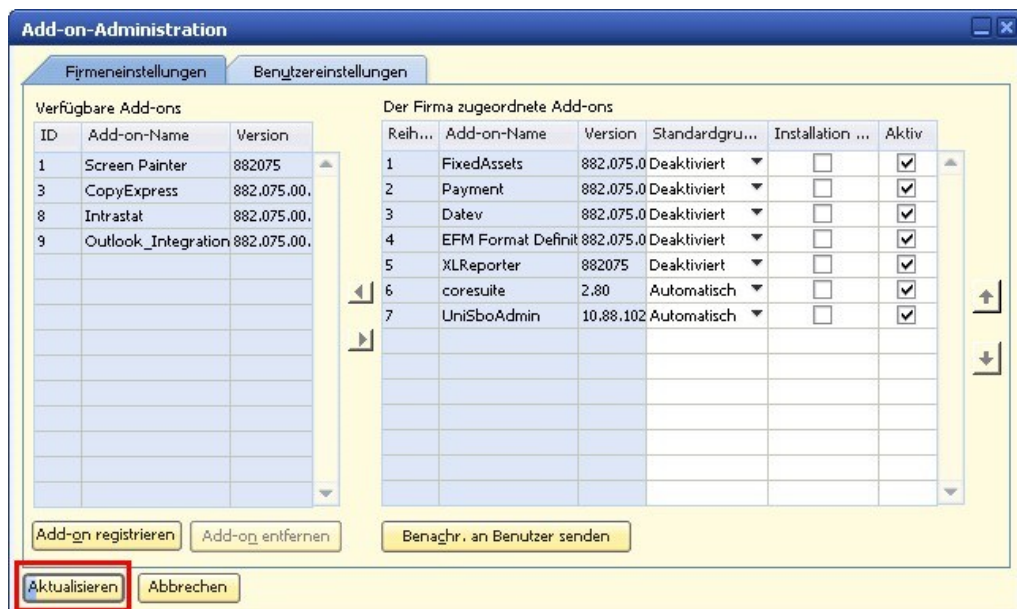 Add-on-Administration
Firmeneinstellungen Benutzereinstellungen
Verfügbare Add-ons
ID Add-on-Name Version
1 Screen Painter 882075
3 CopyExpress 882.075.00.
8 Intrastat 882.075.00.
9 Outlook_Integration 882.075.00.
Der Firma zugeordnete Add-ons
Reih... Add-on-Name Version Standardgru... Installation ... Aktiv
1 FixedAssets 882.075.0 Deaktiviert
2 Payment 882.075.0 Deaktiviert
3 Datev 882.075.0 Deaktiviert
4 EFM Format Definit 882.075.0 Deaktiviert
5 XLReporter 882075 Deaktiviert
6 coresuite 2.80 Automatisch
7 UniSboAdmin 10.88.102 Automatisch
Add-on registrieren Add-on entfernen Benachr. an Benutzer senden
Aktualisieren Abbrechen